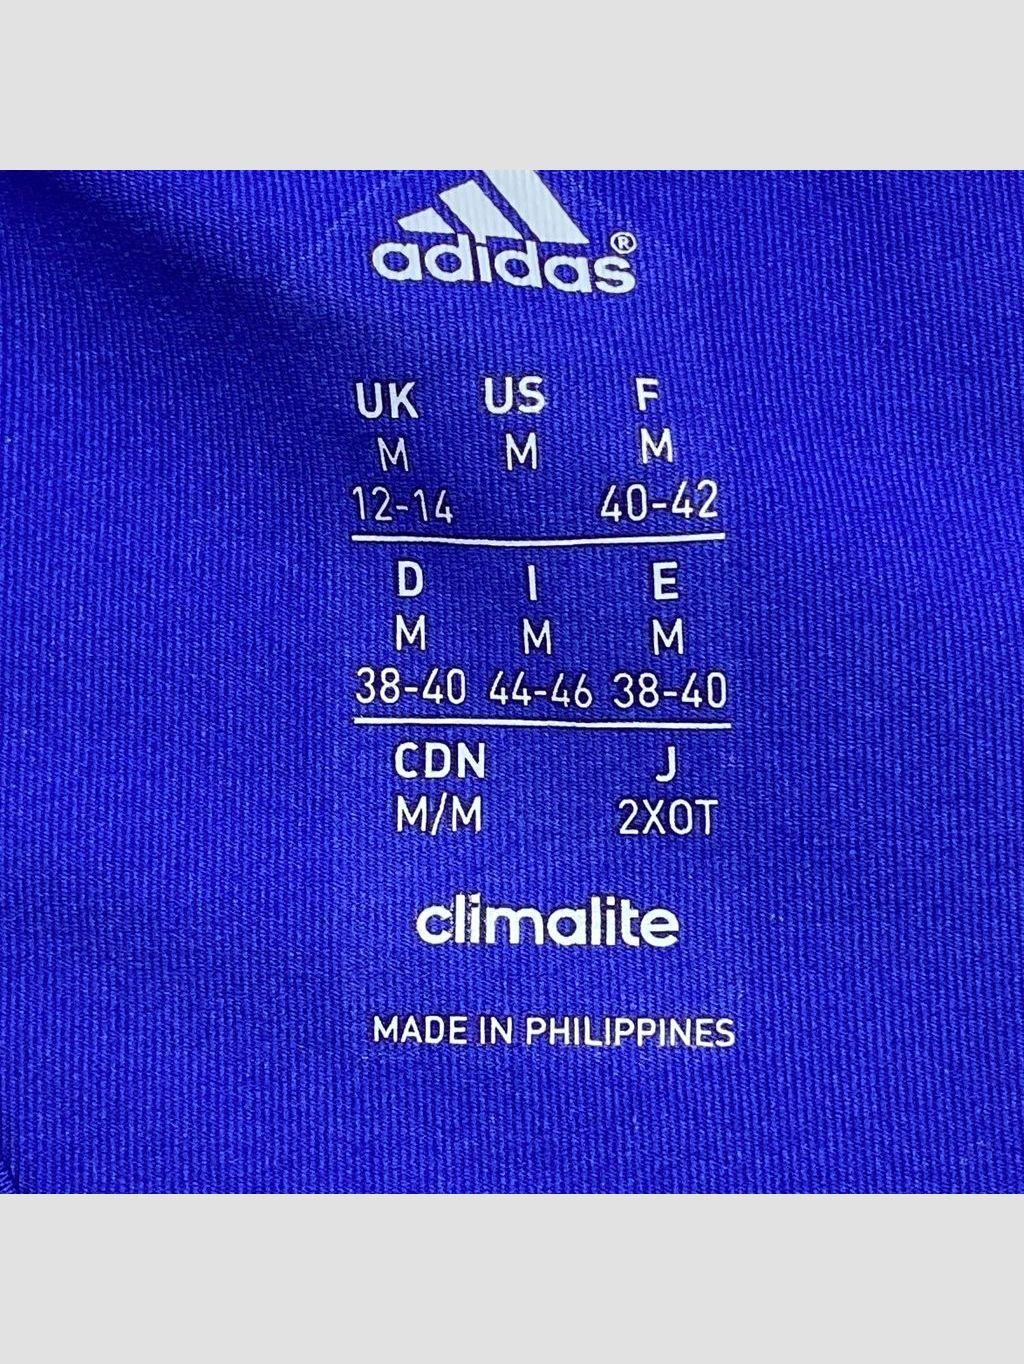 adidas®
UK US F
M M M
12-14 40-42
D I E
M M M
38-40 44-46 38-40
CDN J
M/M 2XOT
climalite
MADE IN PHILIPPINES